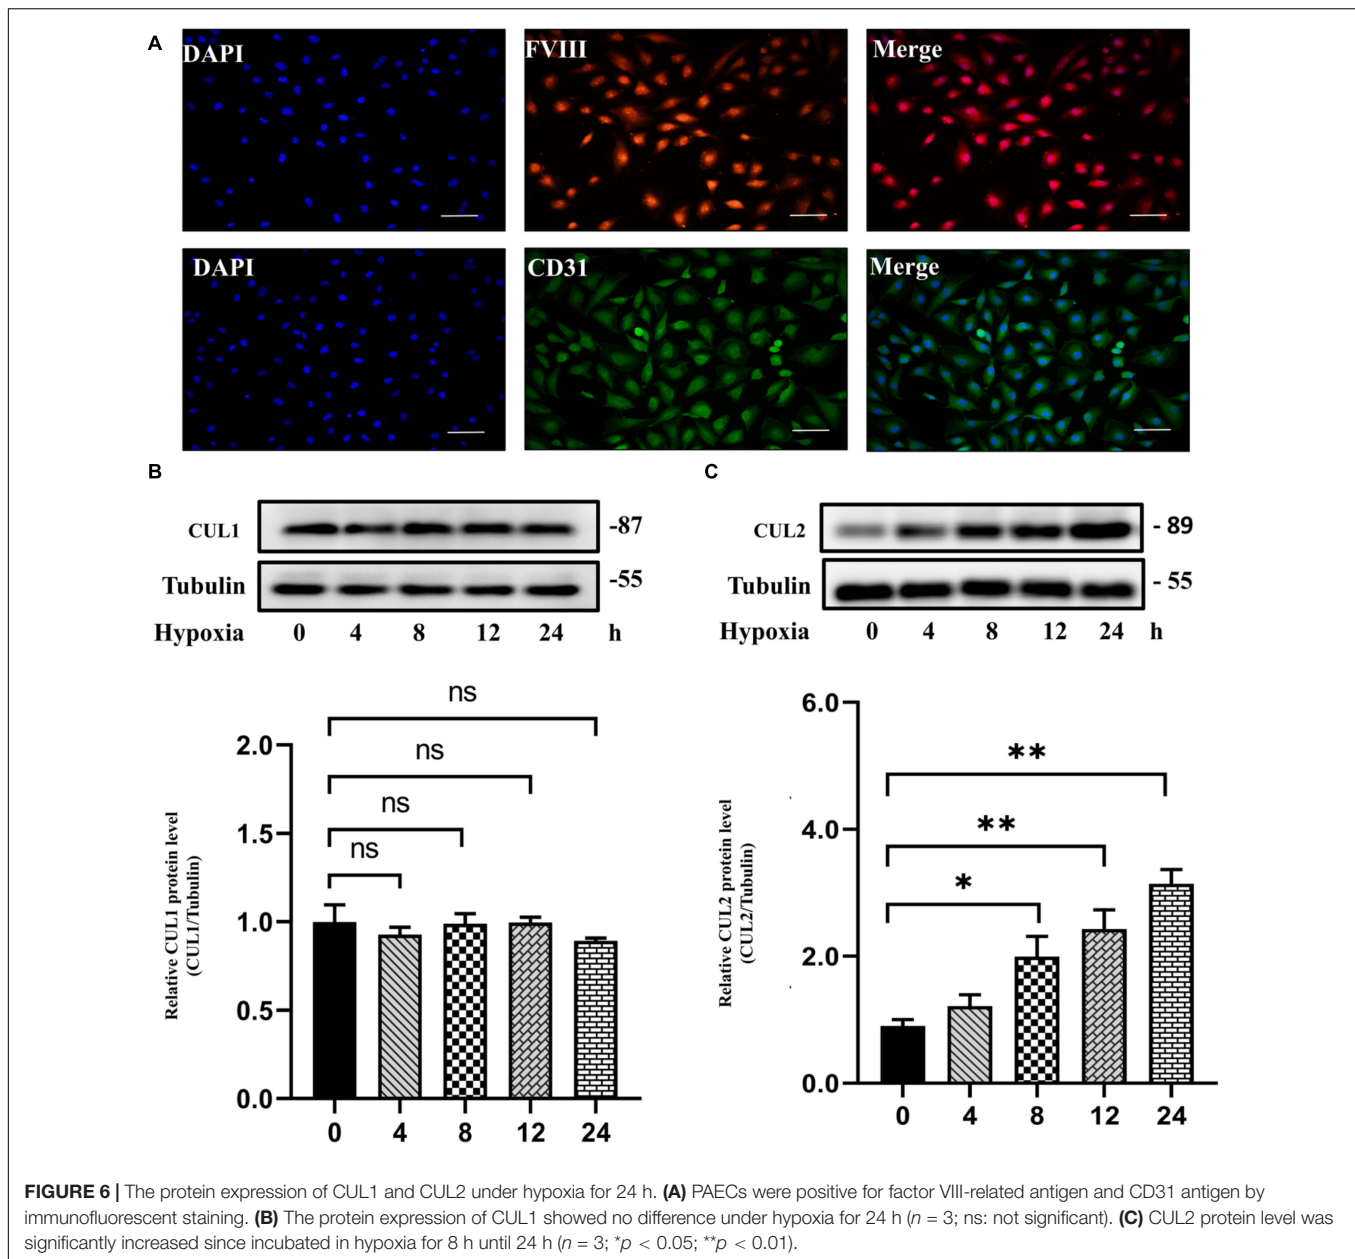 A
DAPI
FVIII
Merge
DAPI
CD31
Merge
B
CUL1
-87
Tubulin
-55
Hypoxia 0 4 8 12 24 h
ns
ns
ns
ns
2.0
1.5
1.0
0.5
0.0
Relative CUL1 protein level
(CUL1/Tubulin)
0 4 8 12 24
C
CUL2
- 89
Tubulin
- 55
Hypoxia 0 4 8 12 24 h
**
**
*
6.0
4.0
2.0
0.0
Relative CUL2 protein level
(CUL2/Tubulin)
0 4 8 12 24
FIGURE 6 | The protein expression of CUL1 and CUL2 under hypoxia for 24 h. (A) PAECs were positive for factor VIII-related antigen and CD31 antigen by
immunofluorescent staining. (B) The protein expression of CUL1 showed no difference under hypoxia for 24 h (n = 3; ns: not significant). (C) CUL2 protein level was
significantly increased since incubated in hypoxia for 8 h until 24 h (n = 3; *p < 0.05; **p < 0.01).